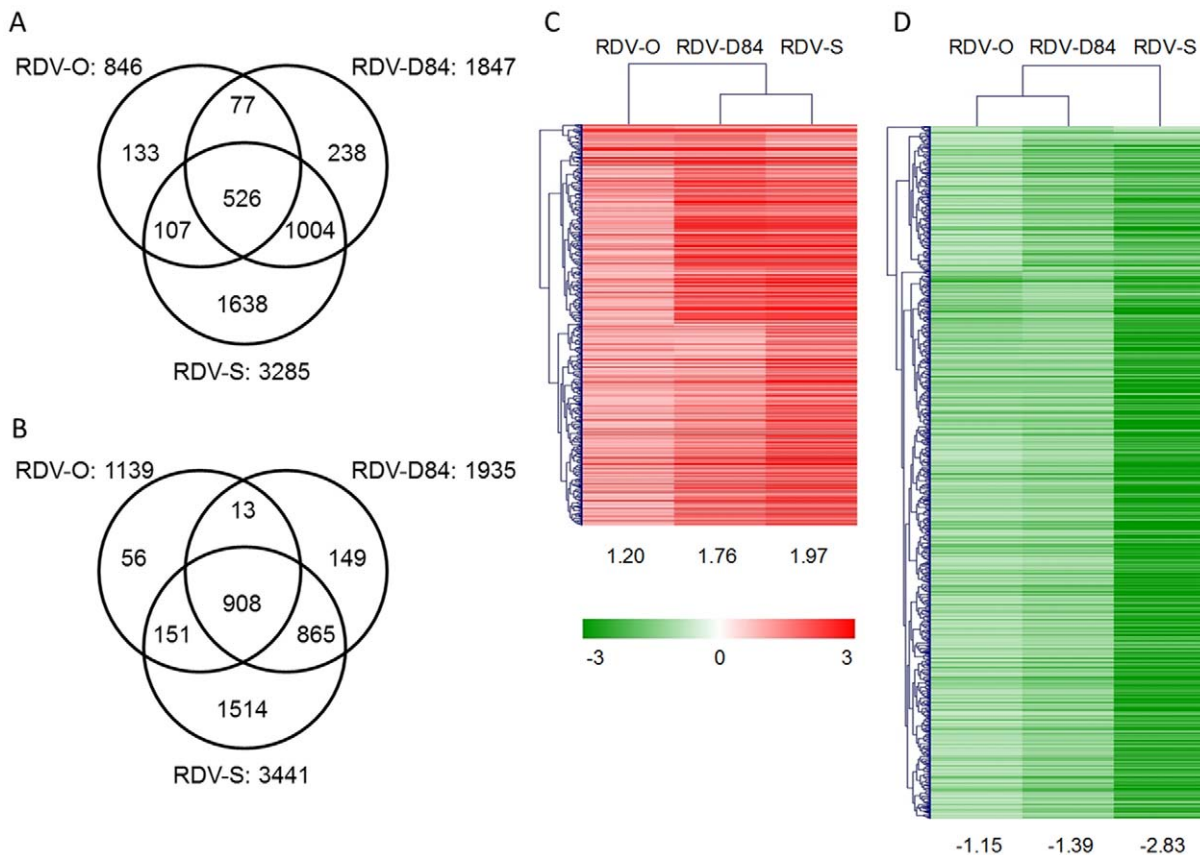 A
RDV-O: 846
RDV-D84: 1847
77
133
238
526
107
1004
1638
RDV-S: 3285
B
RDV-O: 1139
RDV-D84: 1935
13
56
149
908
151
865
1514
RDV-S: 3441
C
RDV-O RDV-D84 RDV-S
1.20 1.76 1.97
-3 0 3
D
RDV-O RDV-D84 RDV-S
-1.15 -1.39 -2.83